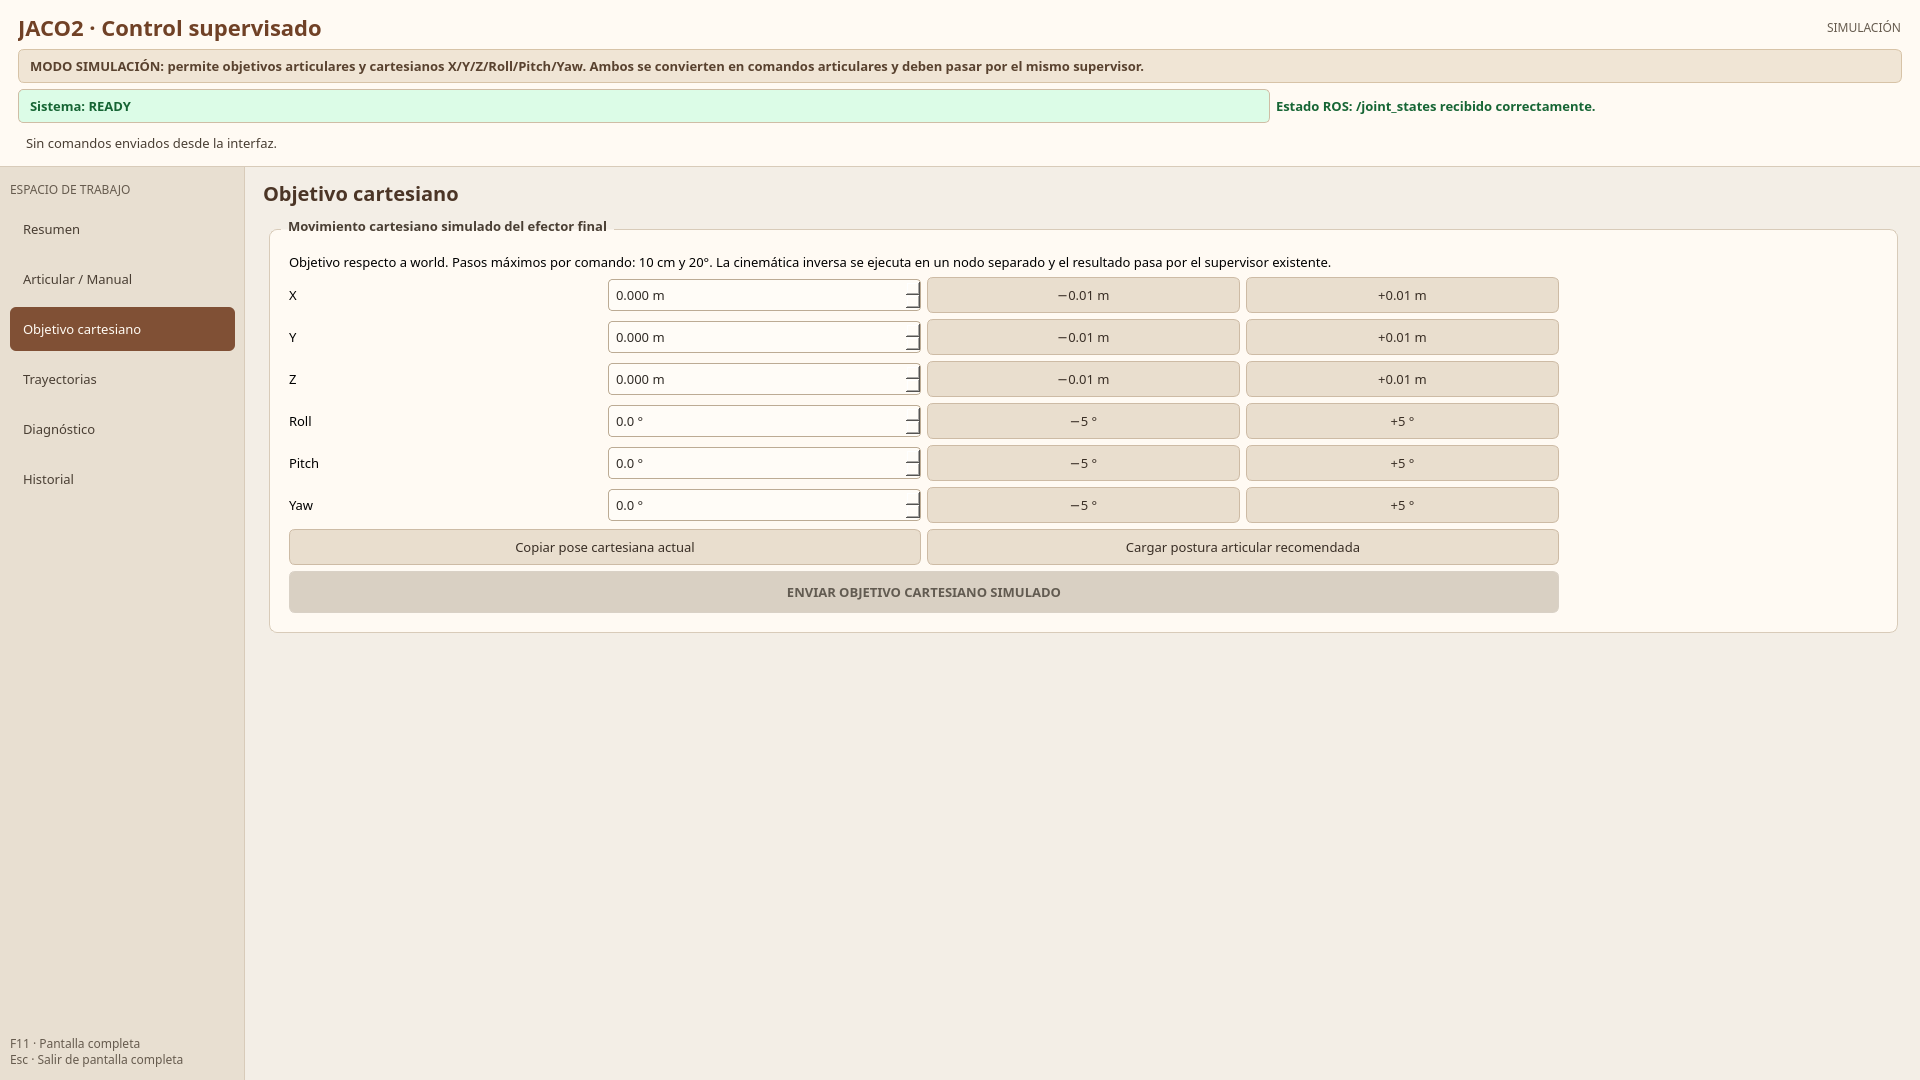 JACO2 · Control supervisado
SIMULACIÓN
MODO SIMULACIÓN: permite objetivos articulares y cartesianos X/Y/Z/Roll/Pitch/Yaw. Ambos se convierten en comandos articulares y deben pasar por el mismo supervisor.
Sistema: READY
Estado ROS: /joint_states recibido correctamente.
Sin comandos enviados desde la interfaz.
ESPACIO DE TRABAJO
Resumen
Articular / Manual
Objetivo cartesiano
Trayectorias
Diagnóstico
Historial
F11 · Pantalla completa
Esc · Salir de pantalla completa
Objetivo cartesiano
Movimiento cartesiano simulado del efector final
Objetivo respecto a world. Pasos máximos por comando: 10 cm y 20°. La cinemática inversa se ejecuta en un nodo separado y el resultado pasa por el supervisor existente.
X 0.000 m −0.01 m +0.01 m
Y 0.000 m −0.01 m +0.01 m
Z 0.000 m −0.01 m +0.01 m
Roll 0.0 ° −5 ° +5 °
Pitch 0.0 ° −5 ° +5 °
Yaw 0.0 ° −5 ° +5 °
Copiar pose cartesiana actual Cargar postura articular recomendada
ENVIAR OBJETIVO CARTESIANO SIMULADO